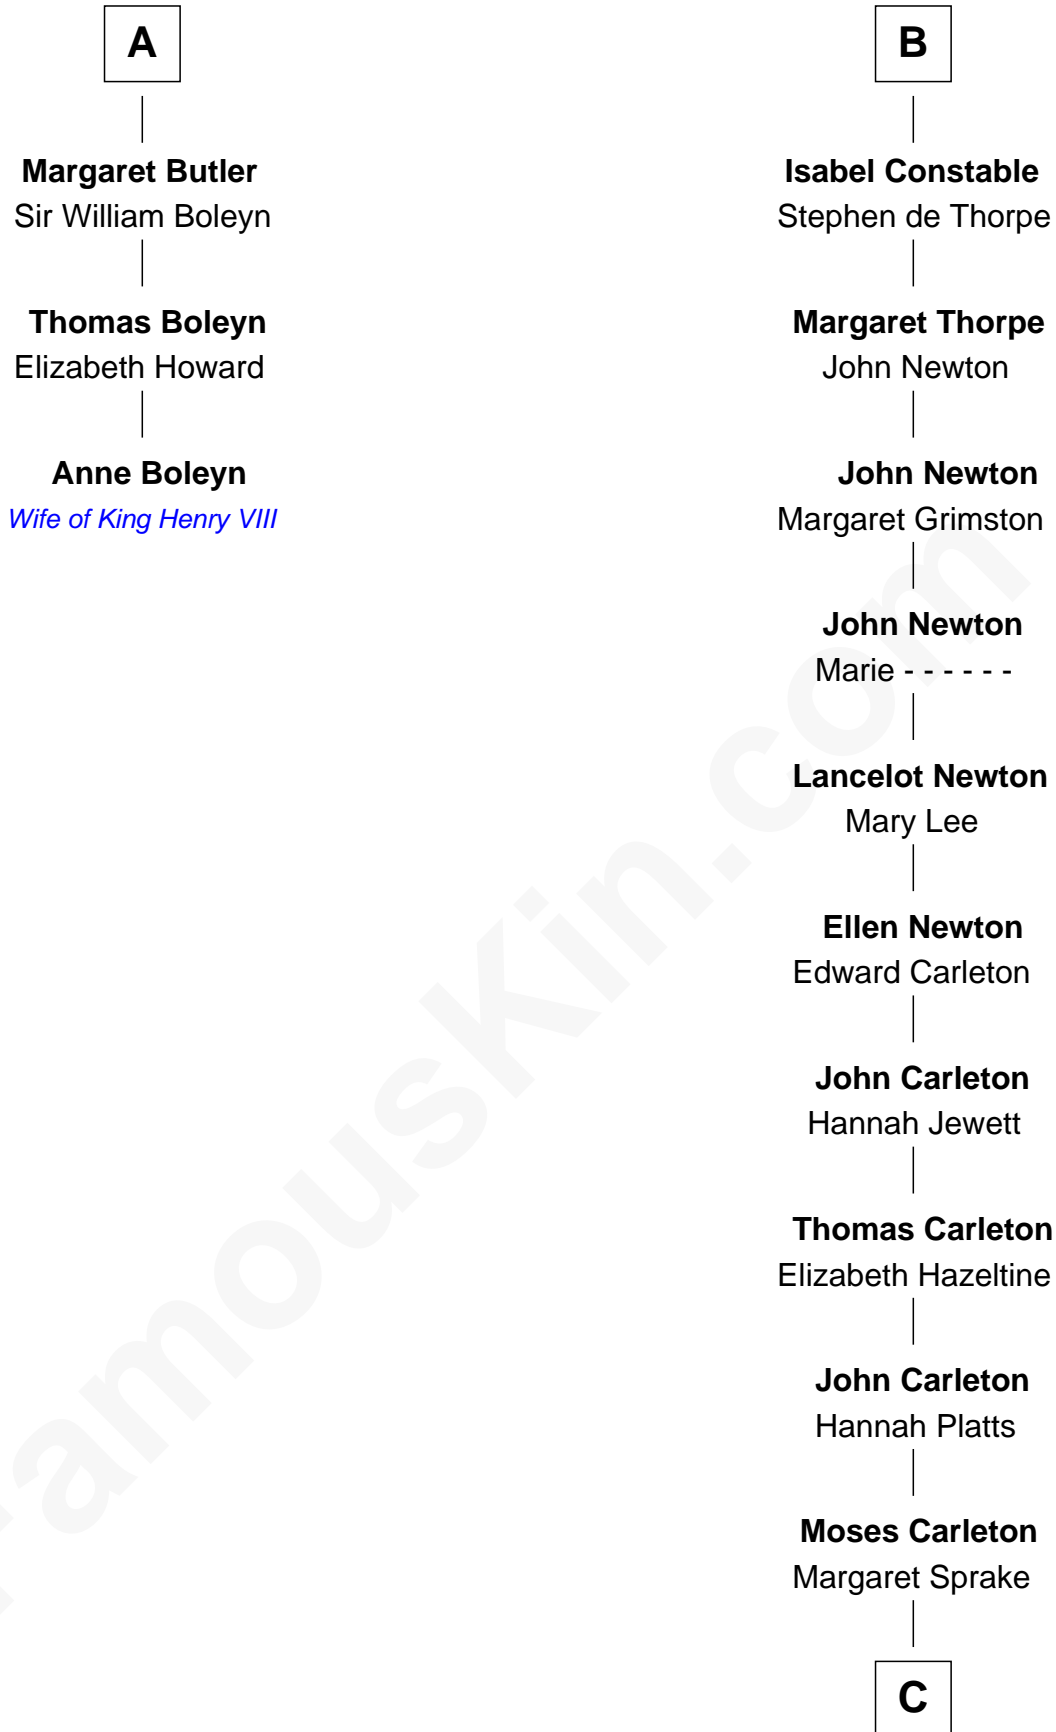 A
Margaret Butler
Sir William Boleyn
Thomas Boleyn
Elizabeth Howard
Anne Boleyn
Wife of King Henry VIII
B
Isabel Constable
Stephen de Thorpe
Margaret Thorpe
John Newton
John Newton
Margaret Grimston
John Newton
Marie - - - - - -
Lancelot Newton
Mary Lee
Ellen Newton
Edward Carleton
John Carleton
Hannah Jewett
Thomas Carleton
Elizabeth Hazeltine
John Carleton
Hannah Platts
Moses Carleton
Margaret Sprake
C
FamousKin.com